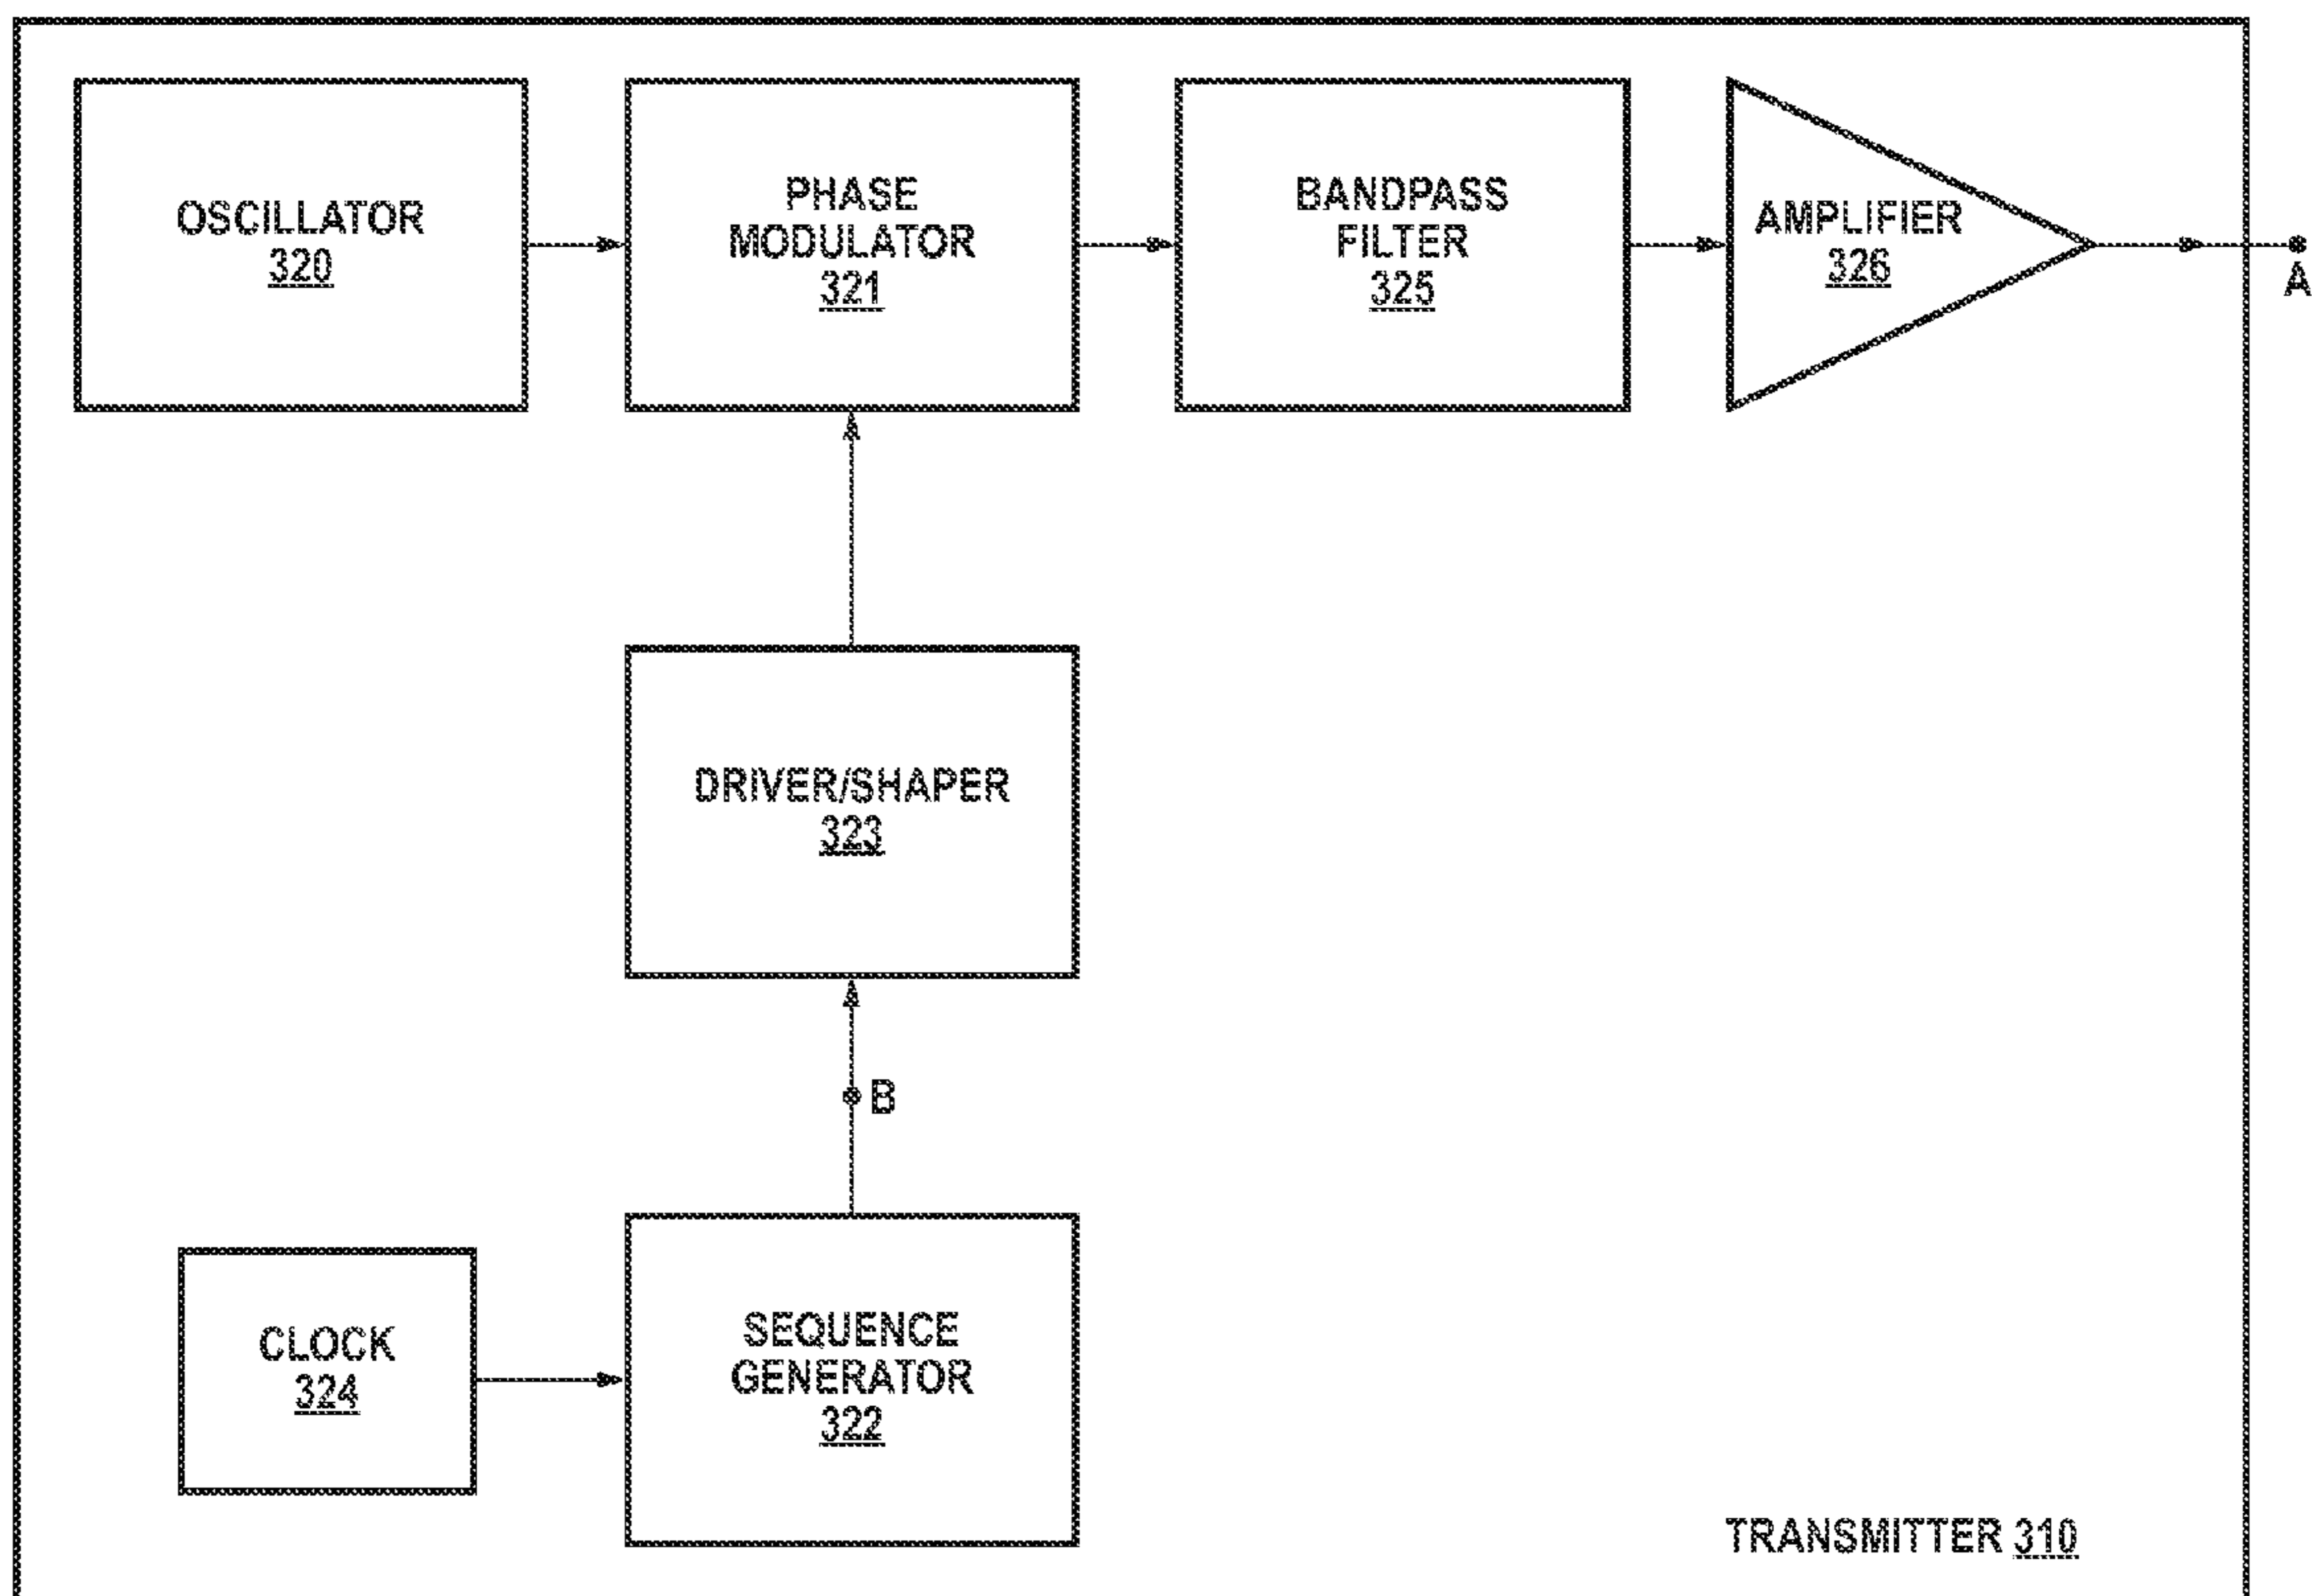 OSCILLATOR
320
PHASE
MODULATOR
321
BANDPASS
FILTER
325
AMPLIFIER
326
A
DRIVER/SHAPER
323
B
CLOCK
324
SEQUENCE
GENERATOR
322
TRANSMITTER 310